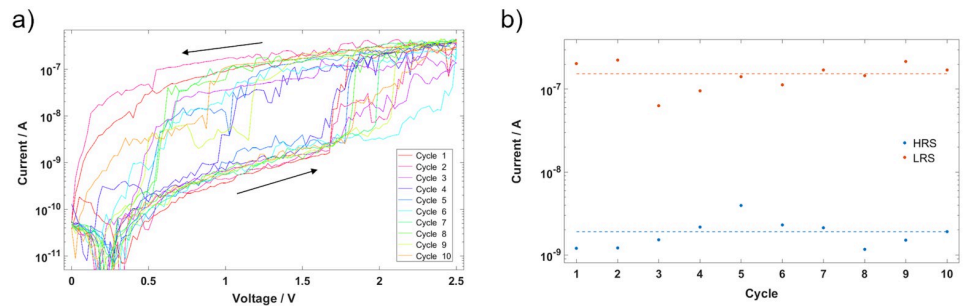 a)
Current / A
10⁻⁷
10⁻⁸
10⁻⁹
10⁻¹⁰
10⁻¹¹
0
0.5
1
1.5
2
2.5
Voltage / V
Cycle 1
Cycle 2
Cycle 3
Cycle 4
Cycle 5
Cycle 6
Cycle 7
Cycle 8
Cycle 9
Cycle 10
b)
Current / A
10⁻⁷
10⁻⁸
10⁻⁹
HRS
LRS
1 2 3 4 5 6 7 8 9 10
Cycle